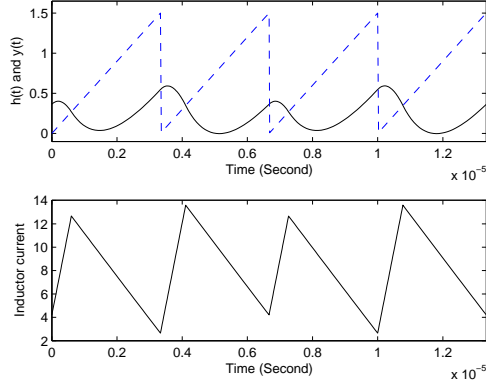 1.5
1
0.5
0
h(t) and y(t)
0 0.2 0.4 0.6 0.8 1 1.2
Time (Second)
x 10⁻⁵
14
12
10
8
6
4
2
Inductor current
0 0.2 0.4 0.6 0.8 1 1.2
Time (Second)
x 10⁻⁵